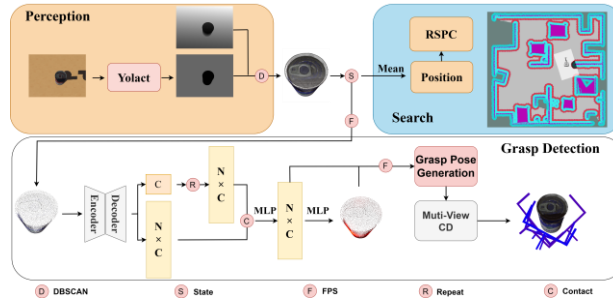 Perception
Yolact
D
S
Mean
RSPC
Position
Search
F
Grasp Detection
Encoder
Decoder
C
R
N
×
C
N
×
C
C
MLP
N
×
C
MLP
F
Grasp Pose
Generation
Muti-View
CD
D DBSCAN
S State
F FPS
R Repeat
C Contact